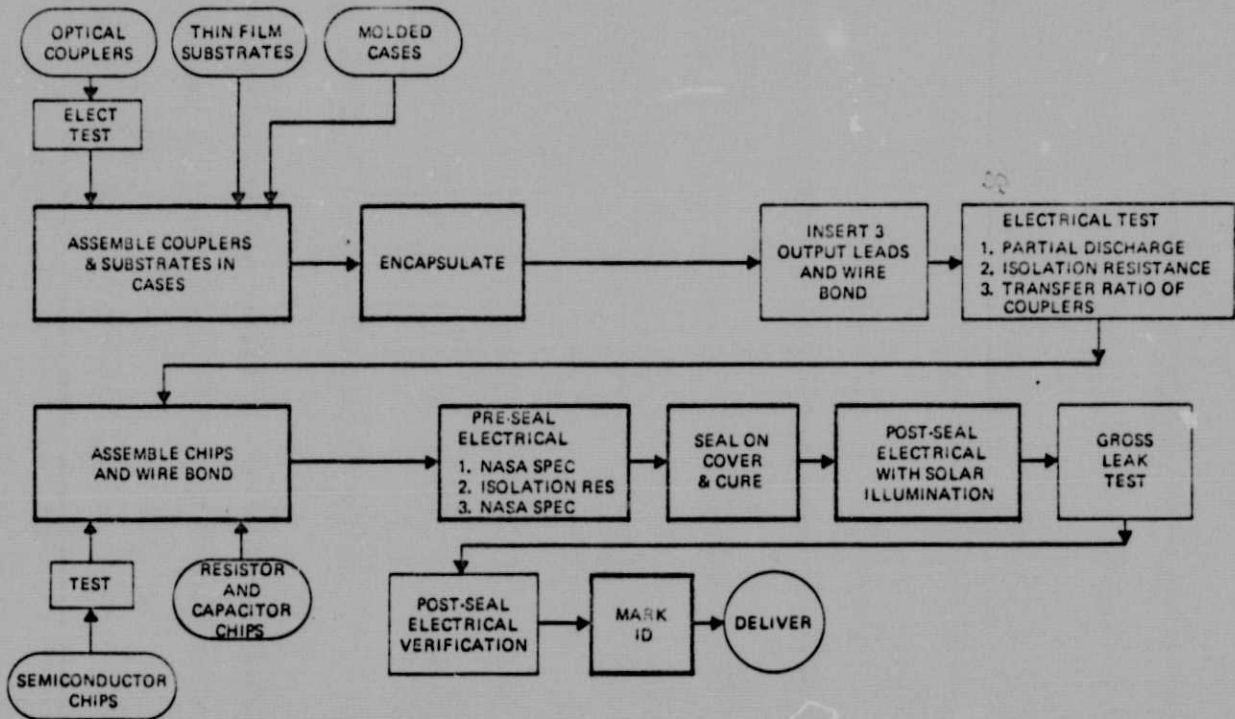 OPTICAL
COUPLERS
THIN FILM
SUBSTRATES
MOLDED
CASES
ELECT
TEST
ASSEMBLE COUPLERS
& SUBSTRATES IN
CASES
ENCAPSULATE
INSERT 3
OUTPUT LEADS
AND WIRE
BOND
ELECTRICAL TEST
1. PARTIAL DISCHARGE
2. ISOLATION RESISTANCE
3. TRANSFER RATIO OF
COUPLERS
ASSEMBLE CHIPS
AND WIRE BOND
PRE-SEAL
ELECTRICAL
1. NASA SPEC
2. ISOLATION RES
3. NASA SPEC
SEAL ON
COVER
& CURE
POST-SEAL
ELECTRICAL
WITH SOLAR
ILLUMINATION
GROSS
LEAK
TEST
TEST
RESISTOR
AND
CAPACITOR
CHIPS
SEMICONDUCTOR
CHIPS
POST-SEAL
ELECTRICAL
VERIFICATION
MARK
ID
DELIVER